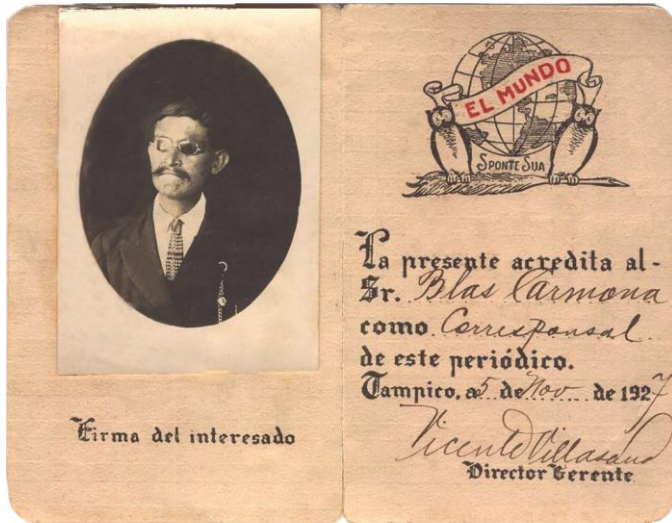 Firma del interesado
EL MUNDO
SPONTE SUA
La presente acredita al-
Sr. Blas Carmona
como Corresponsal
de este periódico.
Tampico, a 5 de Nov de 1927
Vicente Villasana
Director Gerente